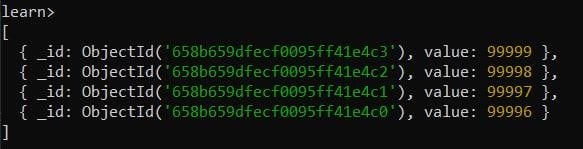 learn>
[
  { _id: ObjectId('658b659dfecf0095ff41e4c3'), value: 99999 },
  { _id: ObjectId('658b659dfecf0095ff41e4c2'), value: 99998 },
  { _id: ObjectId('658b659dfecf0095ff41e4c1'), value: 99997 },
  { _id: ObjectId('658b659dfecf0095ff41e4c0'), value: 99996 }
]